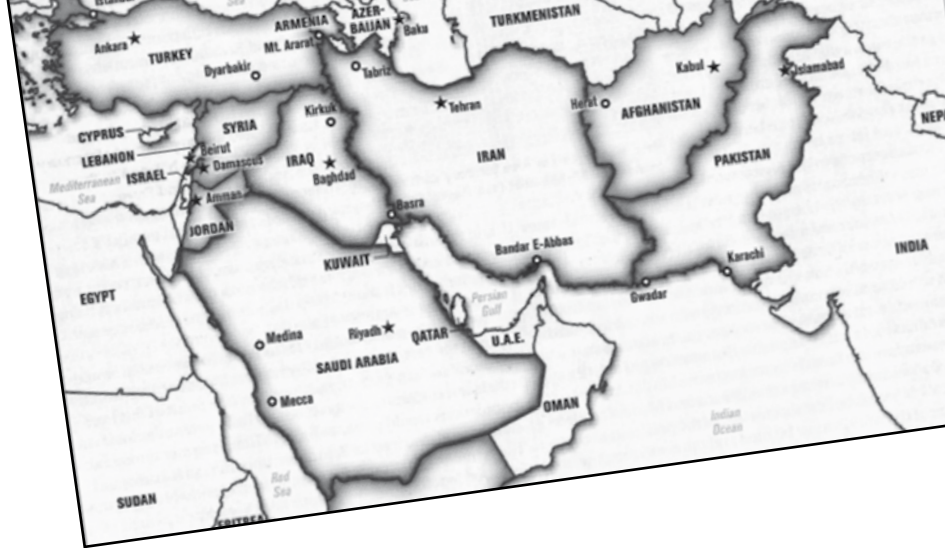 ARMENIA
AZER-
BAIJAN
Baku
TURKMENISTAN
Ankara
TURKEY
Mt. Ararat
Dyarbakir
Tabriz
Kabul
Islamabad
Tehran
Herat
AFGHANISTAN
Kirkuk
NEP
CYPRUS
SYRIA
LEBANON
Beirut
IRAQ
IRAN
PAKISTAN
Damascus
ISRAEL
Baghdad
Mediterranean
Sea
Amman
JORDAN
Basra
Bandar E-Abbas
KUWAIT
Karachi
INDIA
EGYPT
Persian
Gulf
Gwadar
Medina
Riyadh
QATAR
U.A.E.
SAUDI ARABIA
Mecca
OMAN
Indian
Ocean
Red
Sea
SUDAN
ERITREA